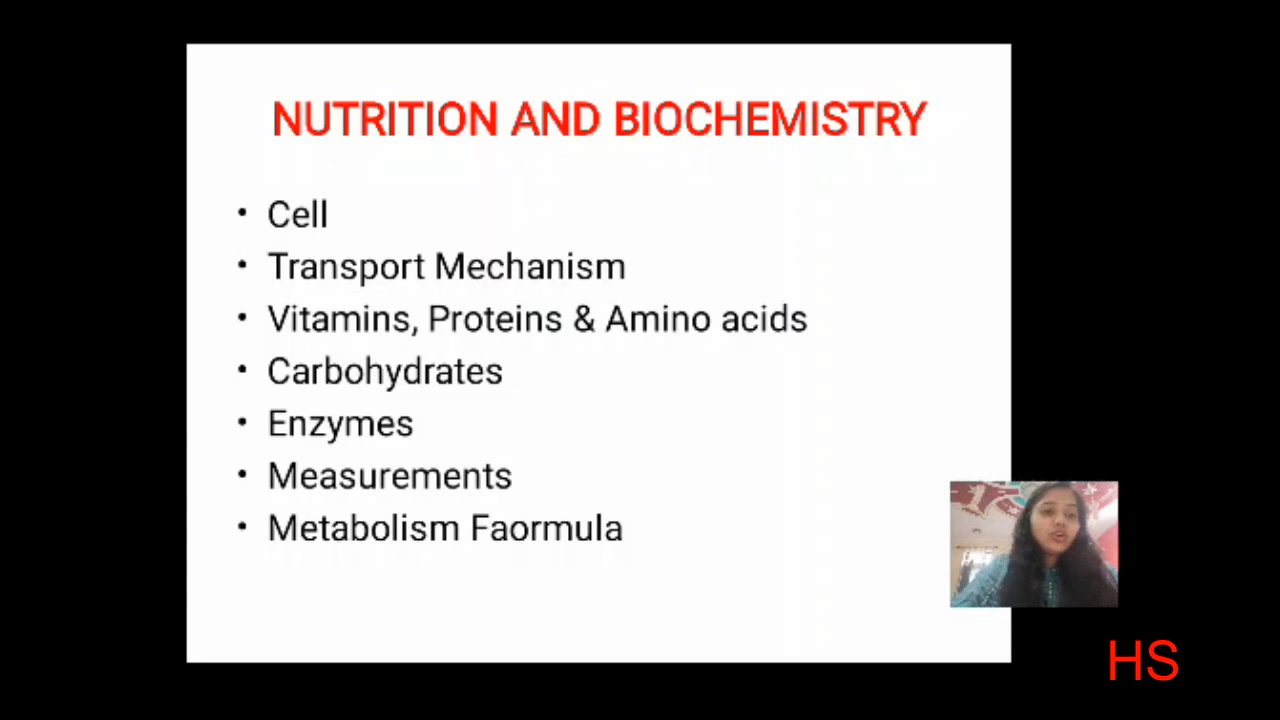 NUTRITION AND BIOCHEMISTRY
• Cell
• Transport Mechanism
• Vitamins, Proteins & Amino acids
• Carbohydrates
• Enzymes
• Measurements
• Metabolism Faormula
HS